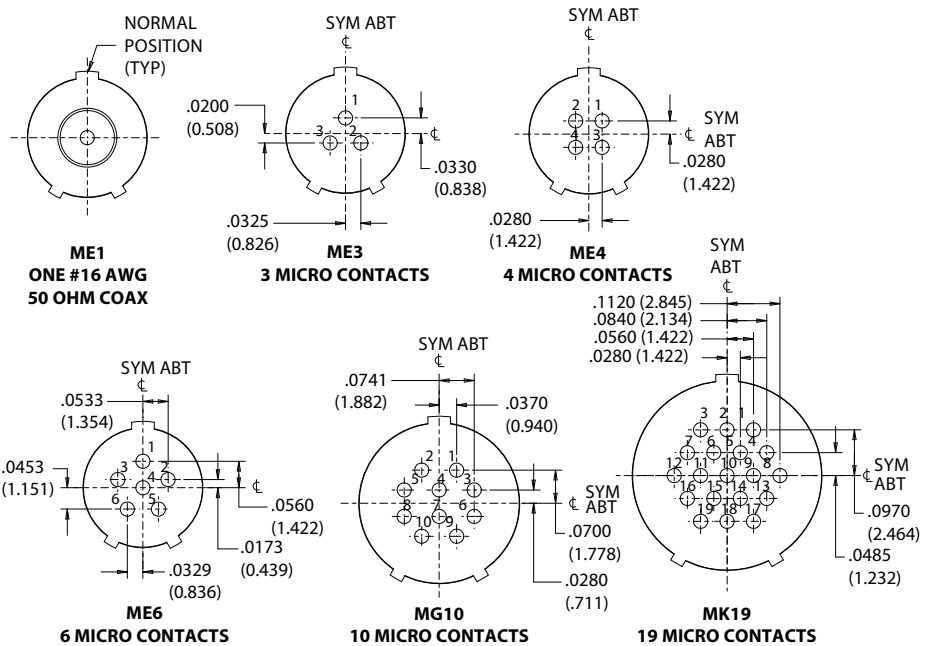 NORMAL
POSITION
(TYP)
ME1
ONE #16 AWG
50 OHM COAX
SYM ABT
℄
.0200
(0.508)
1
3 2
℄
.0330
(0.838)
.0325
(0.826)
ME3
3 MICRO CONTACTS
SYM ABT
℄
2 1
4 3
℄
SYM
ABT
.0280
(1.422)
.0280
(1.422)
ME4
4 MICRO CONTACTS
SYM ABT
℄
.0533
(1.354)
.0453
(1.151)
1
3 2
4
6 5
℄
.0560
(1.422)
.0173
(0.439)
.0329
(0.836)
ME6
6 MICRO CONTACTS
SYM ABT
℄
.0741
(1.882)
.0370
(0.940)
2 1
5 4 3
8 7 6
10 9
℄ SYM
ABT
.0700
(1.778)
.0280
(.711)
MG10
10 MICRO CONTACTS
SYM
ABT
℄
.1120 (2.845)
.0840 (2.134)
.0560 (1.422)
.0280 (1.422)
3 2 1
7 6 5 4
12 11 10 9 8
16 15 14 13
19 18 17
℄ SYM
ABT
.0970
(2.464)
.0485
(1.232)
MK19
19 MICRO CONTACTS